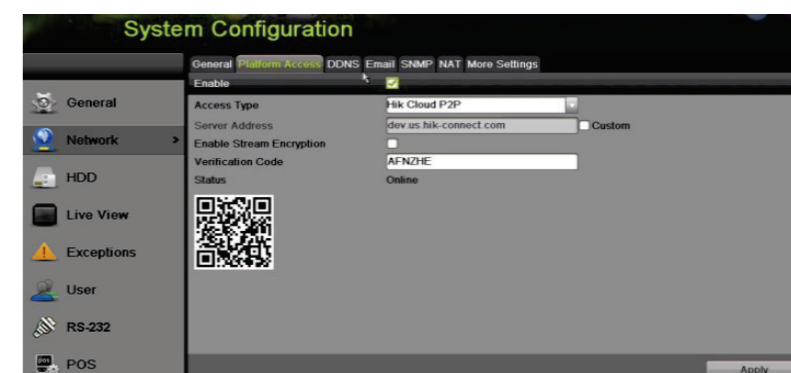 System Configuration
General Platform Access DDNS Email SNMP NAT More Settings
Enable
General
Access Type Hik Cloud P2P
Server Address dev.us.hik-connect.com Custom
Network >
Enable Stream Encryption
Verification Code AFNZHE
HDD
Status Online
Live View
Exceptions
User
RS-232
POS
Apply